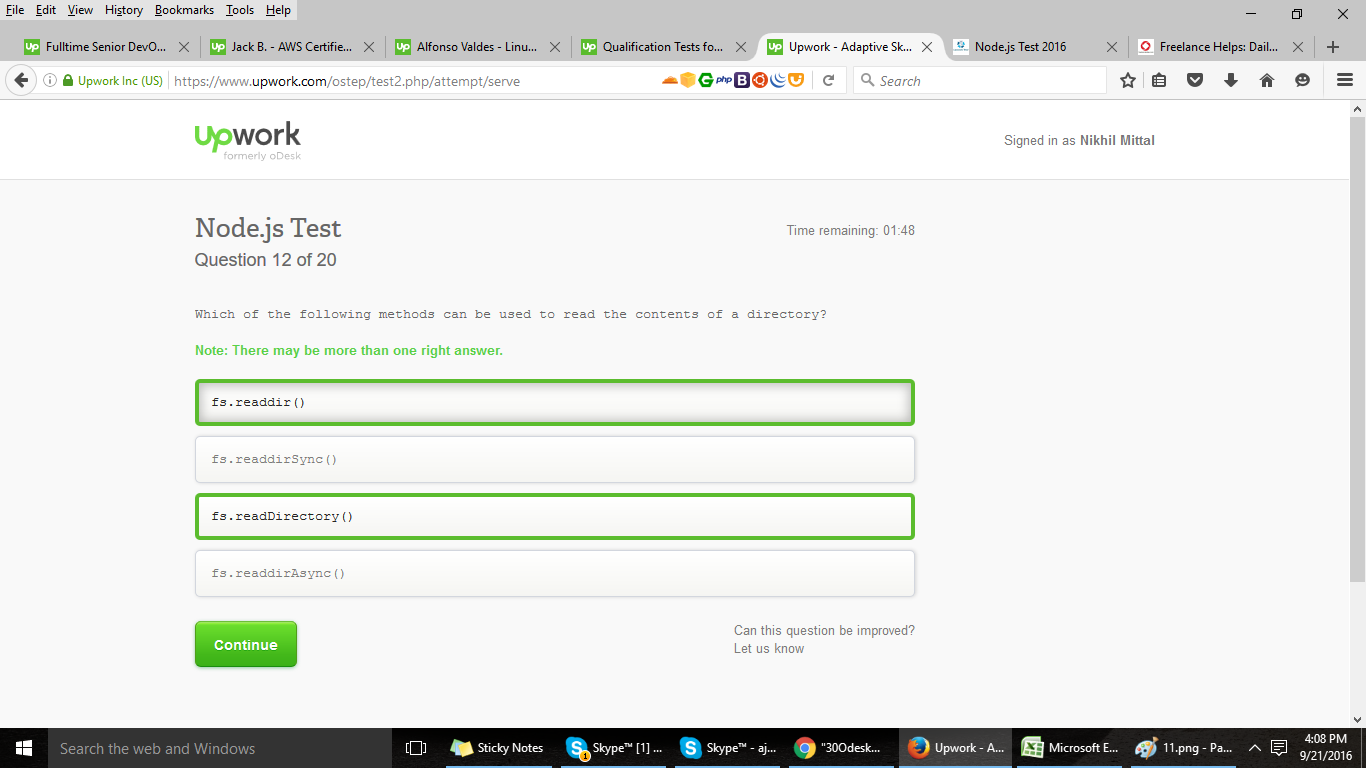 File Edit View History Bookmarks Tools Help
Fulltime Senior DevO... Jack B. - AWS Certifie... Alfonso Valdes - Linu... Qualification Tests fo... Upwork - Adaptive Sk... Node.js Test 2016 Freelance Helps: Dail...
Upwork Inc (US) https://www.upwork.com/ostep/test2.php/attempt/serve Search
upwork
formerly oDesk
Signed in as Nikhil Mittal
Node.js Test
Time remaining: 01:48
Question 12 of 20
Which of the following methods can be used to read the contents of a directory?
Note: There may be more than one right answer.
fs.readdir()
fs.readdirSync()
fs.readDirectory()
fs.readdirAsync()
Continue
Can this question be improved?
Let us know
Search the web and Windows Sticky Notes Skype™ [1] ... Skype™ - aj... "30Odesk... Upwork - A... Microsoft E... 11.png - Pa... 4:08 PM
9/21/2016